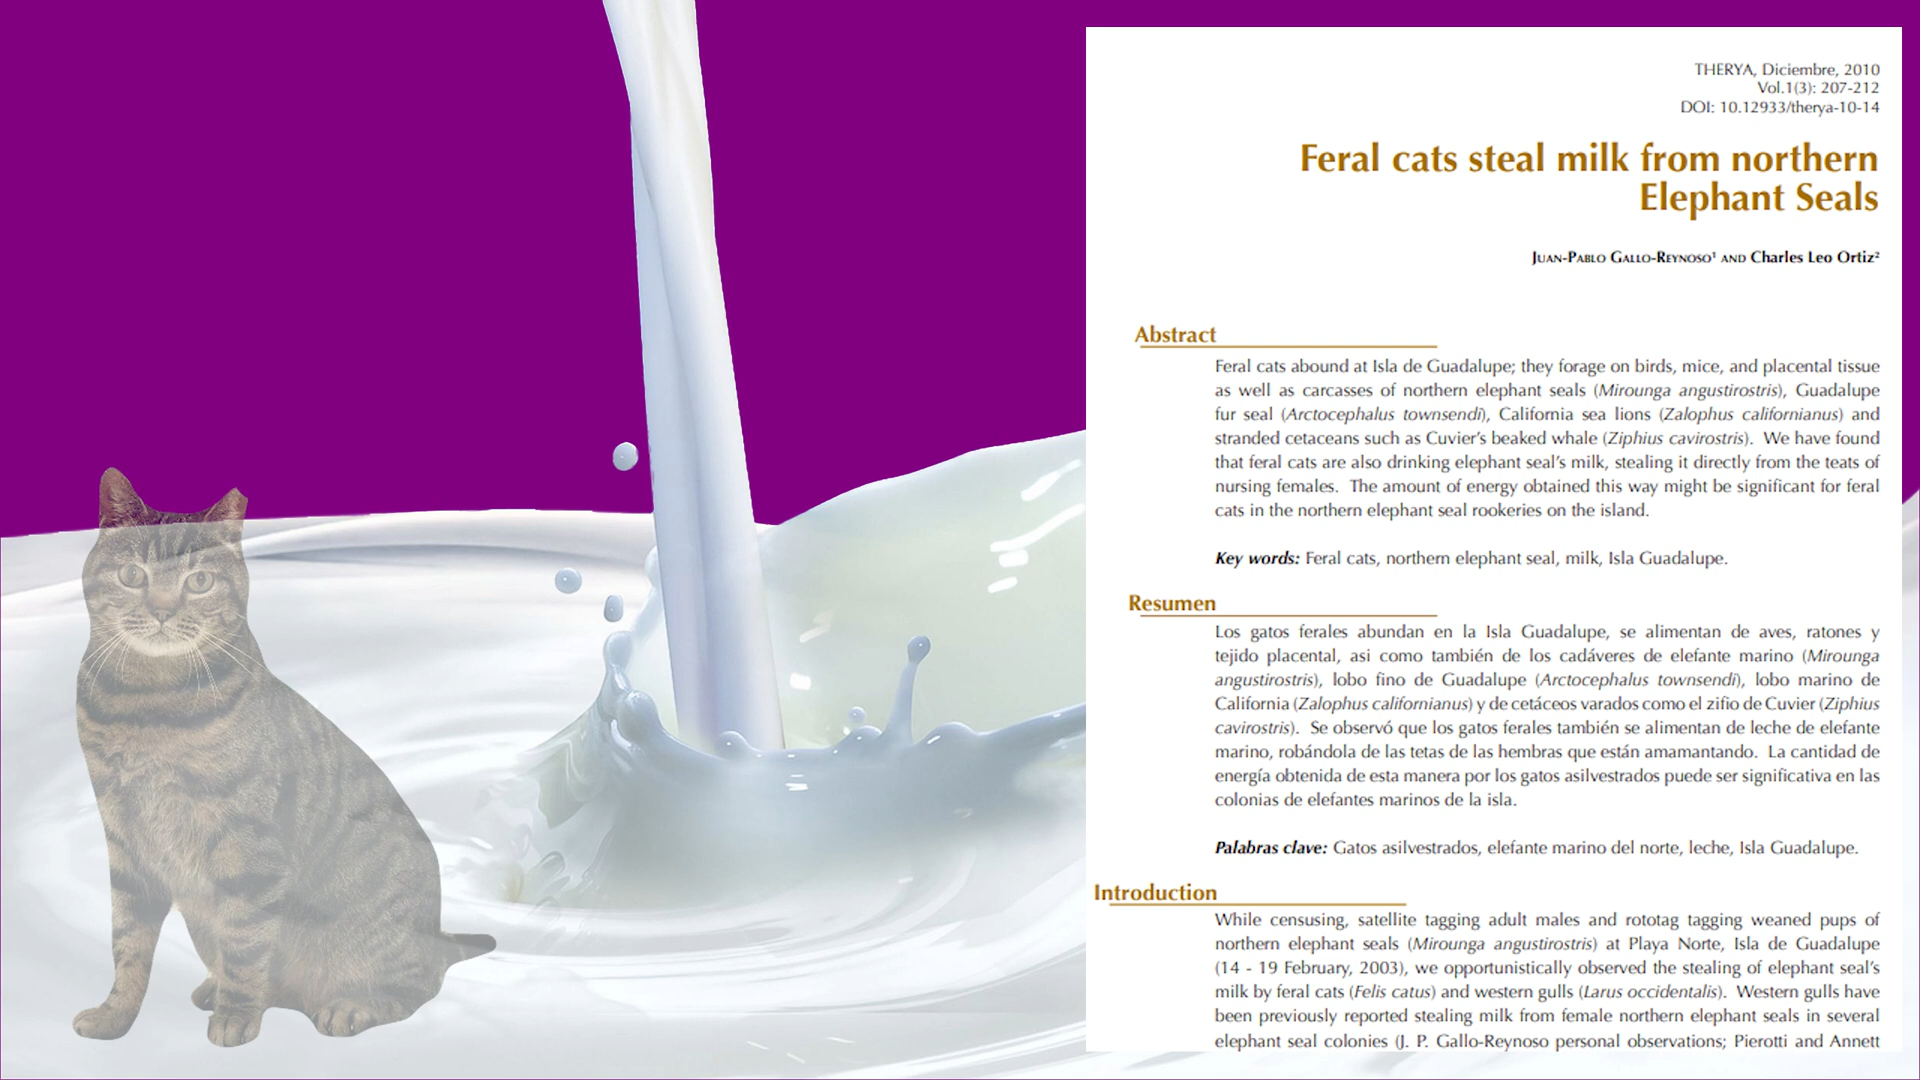 THERYA, Diciembre, 2010
Vol.1(3): 207-212
DOI: 10.12933/therya-10-14
Feral cats steal milk from northern
Elephant Seals
Juan-Pablo Gallo-Reynoso¹ and Charles Leo Ortiz²
Abstract
Feral cats abound at Isla de Guadalupe; they forage on birds, mice, and placental tissue
as well as carcasses of northern elephant seals (Mirounga angustirostris), Guadalupe
fur seal (Arctocephalus townsendi), California sea lions (Zalophus californianus) and
stranded cetaceans such as Cuvier's beaked whale (Ziphius cavirostris). We have found
that feral cats are also drinking elephant seal's milk, stealing it directly from the teats of
nursing females. The amount of energy obtained this way might be significant for feral
cats in the northern elephant seal rookeries on the island.
Key words: Feral cats, northern elephant seal, milk, Isla Guadalupe.
Resumen
Los gatos ferales abundan en la Isla Guadalupe, se alimentan de aves, ratones y
tejido placental, asi como también de los cadáveres de elefante marino (Mirounga
angustirostris), lobo fino de Guadalupe (Arctocephalus townsendi), lobo marino de
California (Zalophus californianus) y de cetáceos varados como el zifio de Cuvier (Ziphius
cavirostris). Se observó que los gatos ferales también se alimentan de leche de elefante
marino, robándola de las tetas de las hembras que están amamantando. La cantidad de
energía obtenida de esta manera por los gatos asilvestrados puede ser significativa en las
colonias de elefantes marinos de la isla.
Palabras clave: Gatos asilvestrados, elefante marino del norte, leche, Isla Guadalupe.
Introduction
While censusing, satellite tagging adult males and rototag tagging weaned pups of
northern elephant seals (Mirounga angustirostris) at Playa Norte, Isla de Guadalupe
(14 - 19 February, 2003), we opportunistically observed the stealing of elephant seal's
milk by feral cats (Felis catus) and western gulls (Larus occidentalis). Western gulls have
been previously reported stealing milk from female northern elephant seals in several
elephant seal colonies (J. P. Gallo-Reynoso personal observations; Pierotti and Annett